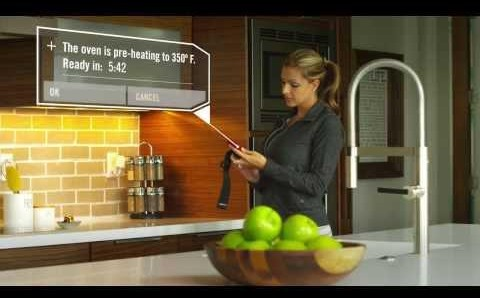 The oven is pre-heating to 350° F.
Ready in: 5:42
OK
CANCEL